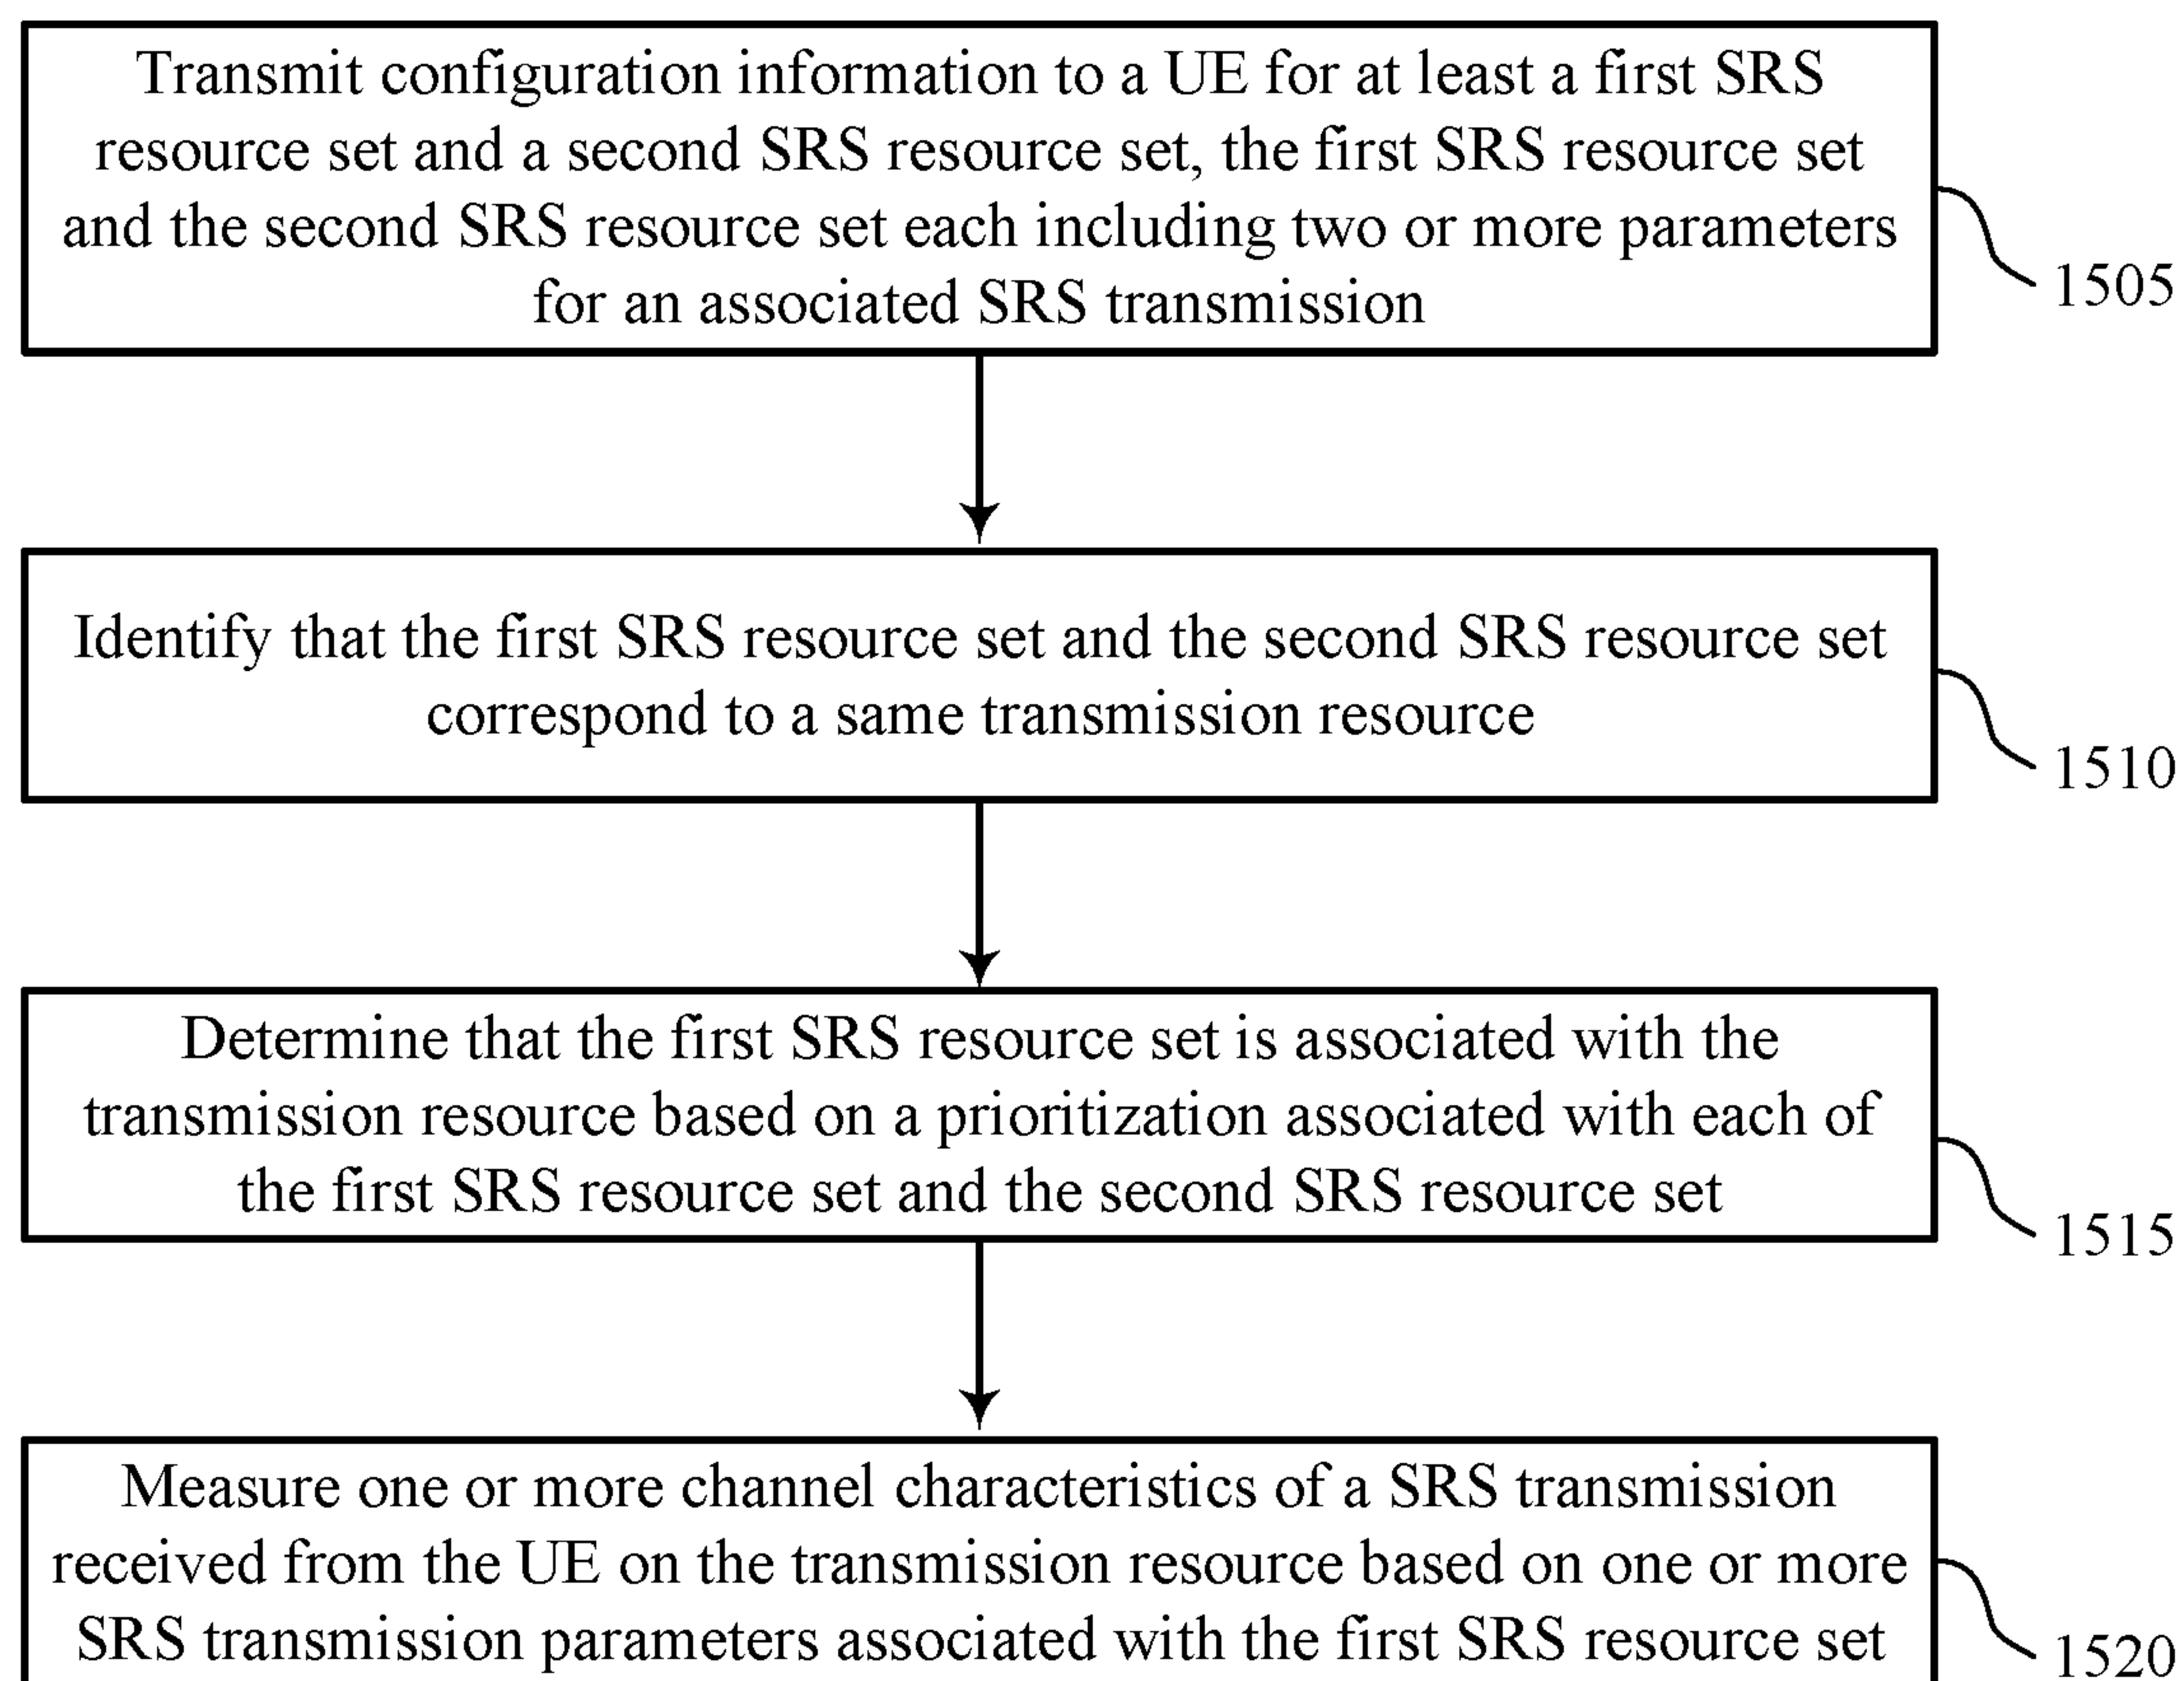 Transmit configuration information to a UE for at least a first SRS
resource set and a second SRS resource set, the first SRS resource set
and the second SRS resource set each including two or more parameters
for an associated SRS transmission
1505
Identify that the first SRS resource set and the second SRS resource set
correspond to a same transmission resource
1510
Determine that the first SRS resource set is associated with the
transmission resource based on a prioritization associated with each of
the first SRS resource set and the second SRS resource set
1515
Measure one or more channel characteristics of a SRS transmission
received from the UE on the transmission resource based on one or more
SRS transmission parameters associated with the first SRS resource set
1520